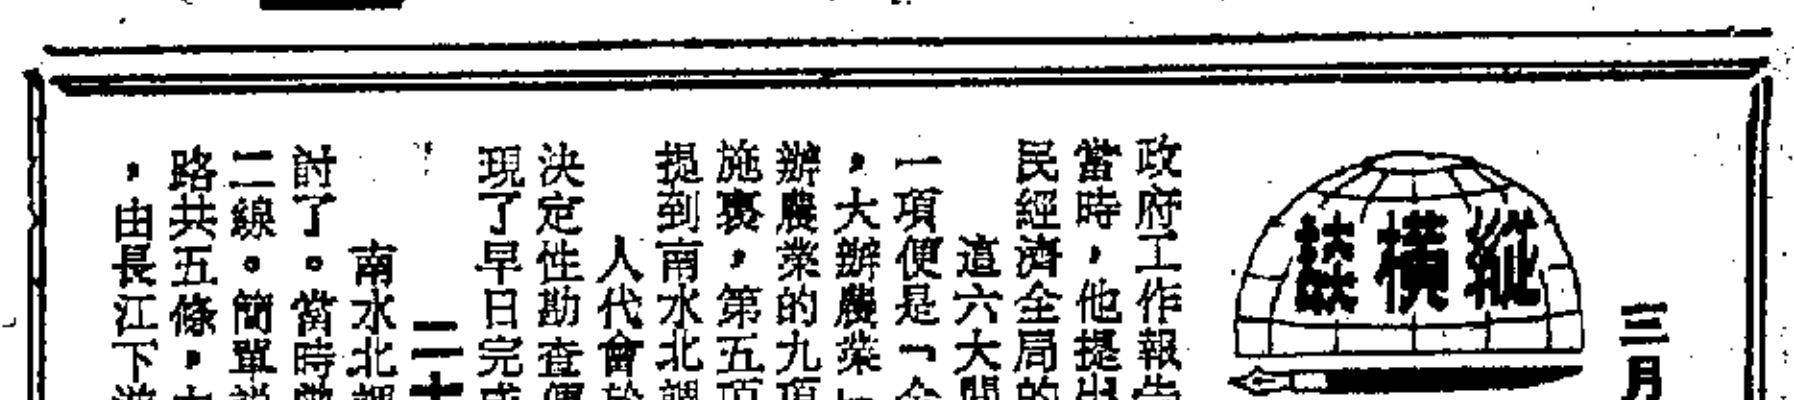 三月
縱橫談
政府工作報告
當時，他提出
民經濟全局的
這六大
一項便是「全
，大辦農業」
辦農業的九項
施裏，第五項
提到南水北調
人代會於
決定性勘查
現了早日完成
二十
南水北調
討了。當時曾
二線。簡單說
路共五條，
，由長江下游